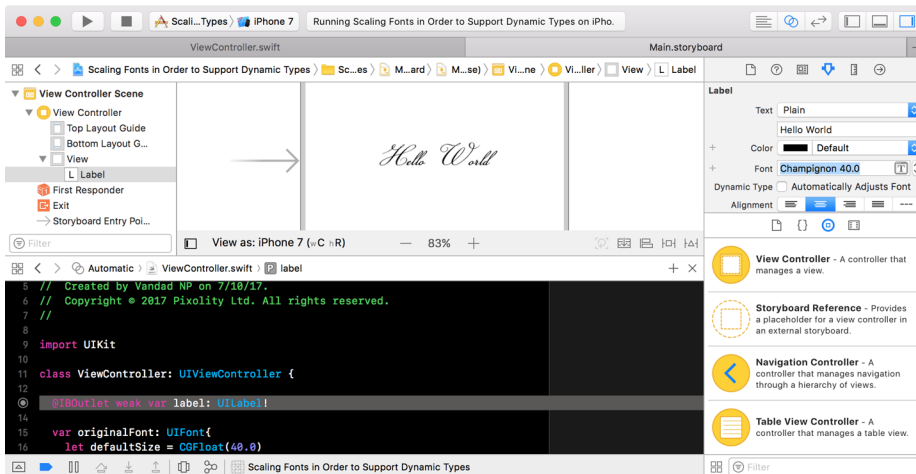 Scali...Types iPhone 7 Running Scaling Fonts in Order to Support Dynamic Types on iPho.
ViewController.swift Main.storyboard
Scaling Fonts in Order to Support Dynamic Types Sc...es M...ard M...se) Vi...ne Vi...ller View L Label
View Controller Scene
View Controller
Top Layout Guide
Bottom Layout G...
View
L Label
First Responder
Exit
Storyboard Entry Poi...
Filter
Hello World
View as: iPhone 7 (wC hR) — 83% +
Label
Text Plain
Hello World
+ Color Default
+ Font Champignon 40.0 T
Dynamic Type Automatically Adjusts Font
Alignment
View Controller - A controller that
manages a view.
Storyboard Reference - Provides
a placeholder for a view controller in
an external storyboard.
Navigation Controller - A
controller that manages navigation
through a hierarchy of views.
Table View Controller - A
controller that manages a table view.
Filter
Automatic ViewController.swift P label
5 // Created by Vandad NP on 7/10/17.
6 // Copyright © 2017 Pixolity Ltd. All rights reserved.
7 //
8
9 import UIKit
10
11 class ViewController: UIViewController {
12
@IBOutlet weak var label: UILabel!
14
15 var originalFont: UIFont{
16 let defaultSize = CGFloat(40.0)
Scaling Fonts in Order to Support Dynamic Types